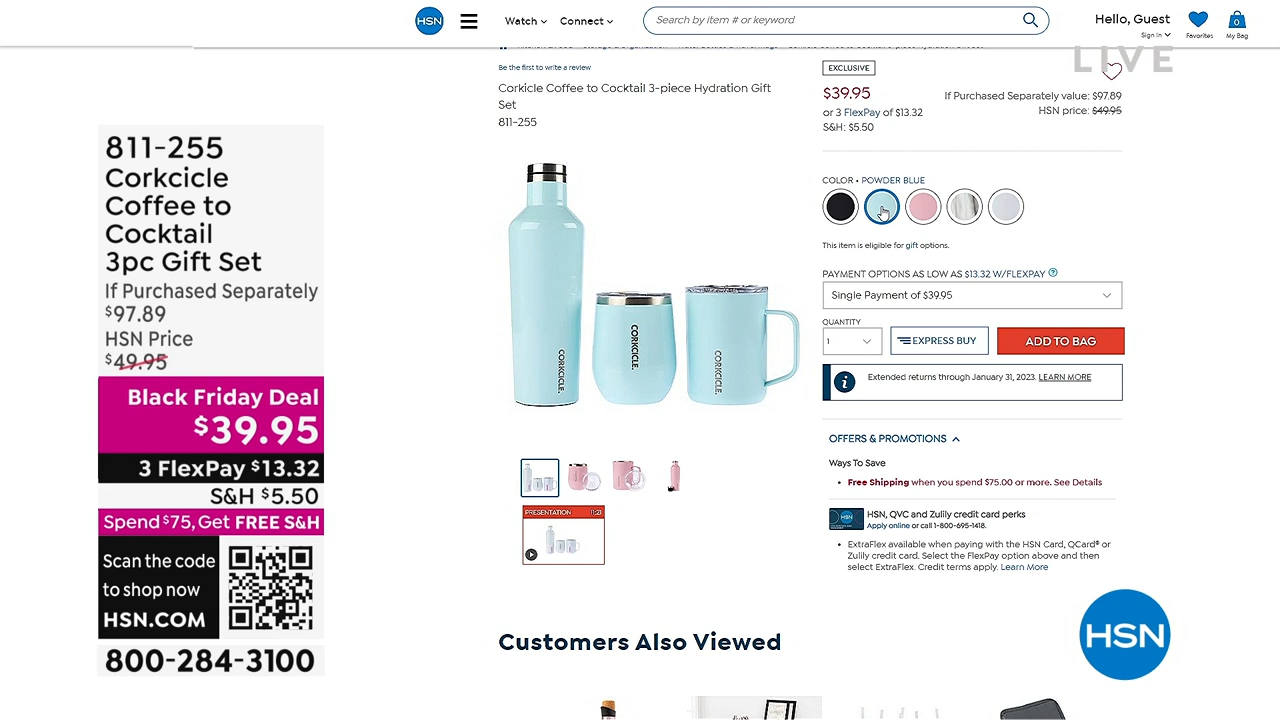 HSN
Watch
Connect
Search by item # or keyword
Hello, Guest
Sign In
Favorites
0
My Bag
LIVE
811-255
Corkcicle
Coffee to
Cocktail
3pc Gift Set
If Purchased Separately
$97.89
HSN Price
$49.95
Black Friday Deal
$39.95
3 FlexPay $13.32
S&H $5.50
Spend $75, Get FREE S&H
Scan the code
to shop now
HSN.COM
800-284-3100
Be the first to write a review
Corkicle Coffee to Cocktail 3-piece Hydration Gift
Set
811-255
CORKCICLE.
CORKCICLE.
CORKCICLE.
PRESENTATION 11:21
EXCLUSIVE
$39.95
or 3 FlexPay of $13.32
S&H: $5.50
If Purchased Separately value: $97.89
HSN price: $49.95
COLOR • POWDER BLUE
This item is eligible for gift options.
PAYMENT OPTIONS AS LOW AS $13.32 W/FLEXPAY ?
Single Payment of $39.95
QUANTITY
1
EXPRESS BUY
ADD TO BAG
i
Extended returns through January 31, 2023. LEARN MORE
OFFERS & PROMOTIONS
Ways To Save
• Free Shipping when you spend $75.00 or more. See Details
HSN
HSN, QVC and Zulily credit card perks
Apply online or call 1-800-695-1418.
• ExtraFlex available when paying with the HSN Card, QCard® or
Zulily credit card. Select the FlexPay option above and then
select ExtraFlex. Credit terms apply. Learn More
Customers Also Viewed
HSN